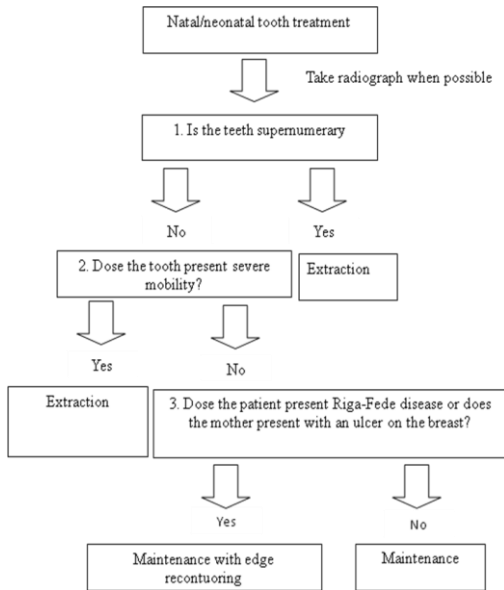 Natal/neonatal tooth treatment
Take radiograph when possible
1. Is the teeth supernumerary
No
Yes
2. Dose the tooth present severe
mobility?
Extraction
Yes
No
Extraction
3. Dose the patient present Riga-Fede disease or does
the mother present with an ulcer on the breast?
Yes
No
Maintenance with edge
recontuoring
Maintenance